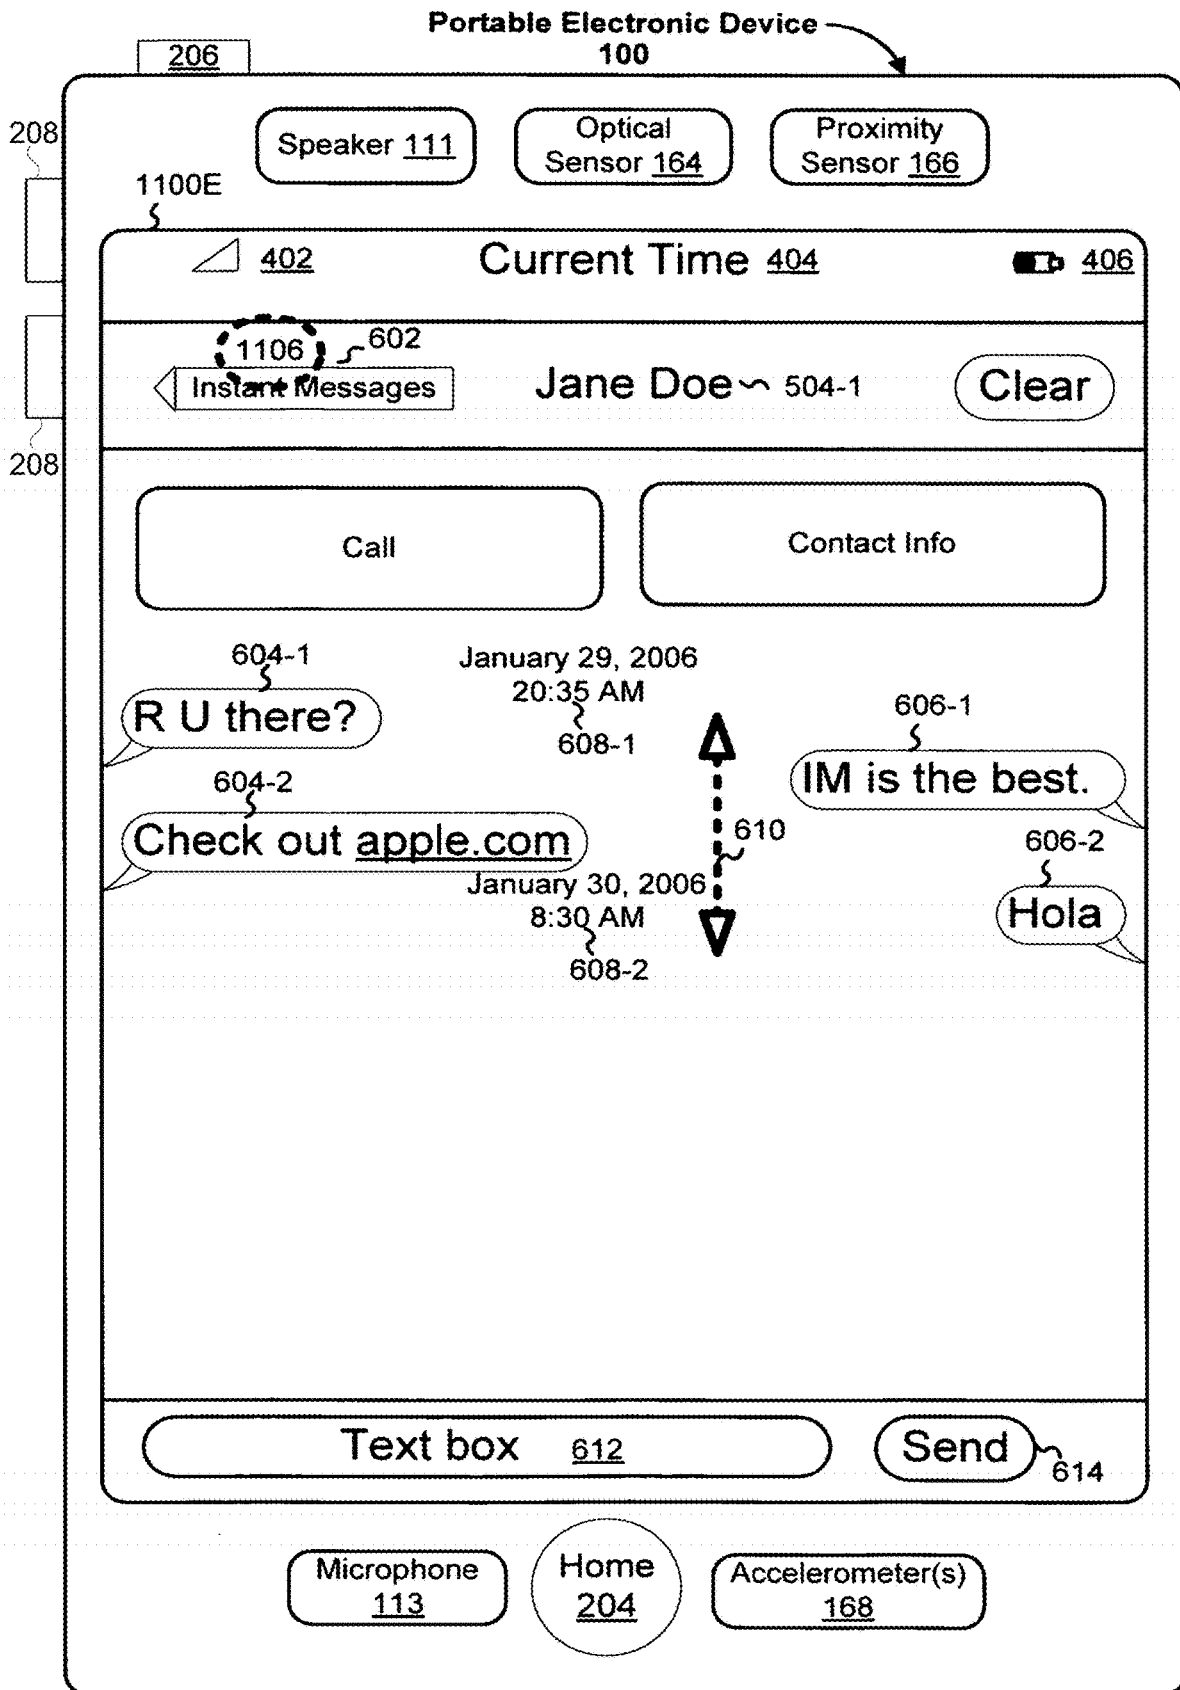 Portable Electronic Device
100
206
208
208
Speaker 111
Optical
Sensor 164
Proximity
Sensor 166
1100E
402
Current Time 404
406
1106
602
Instant Messages
Jane Doe
504-1
Clear
Call
Contact Info
604-1
January 29, 2006
20:35 AM
608-1
R U there?
606-1
IM is the best.
604-2
Check out apple.com
610
606-2
January 30, 2006
8:30 AM
608-2
Hola
Text box 612
Send
614
Microphone
113
Home
204
Accelerometer(s)
168